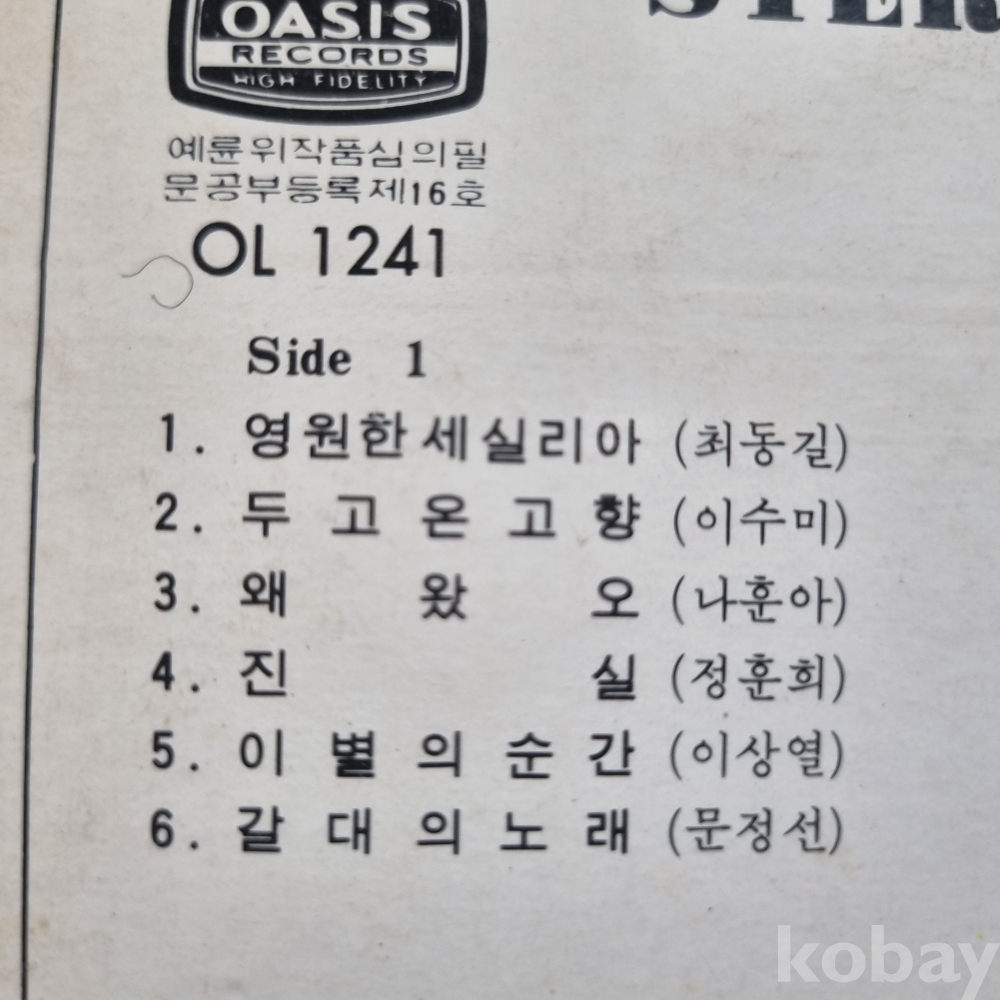 OASIS
RECORDS
HIGH FIDELITY
STER
예륜위작품심의필
문공부등록제16호
OL 1241
Side 1
1. 영원한세실리아 (최동길)
2. 두고온고향 (이수미)
3. 왜 왔 오 (나훈아)
4. 진 실 (정훈희)
5. 이별의순간 (이상열)
6. 갈대의노래 (문정선)
kobay